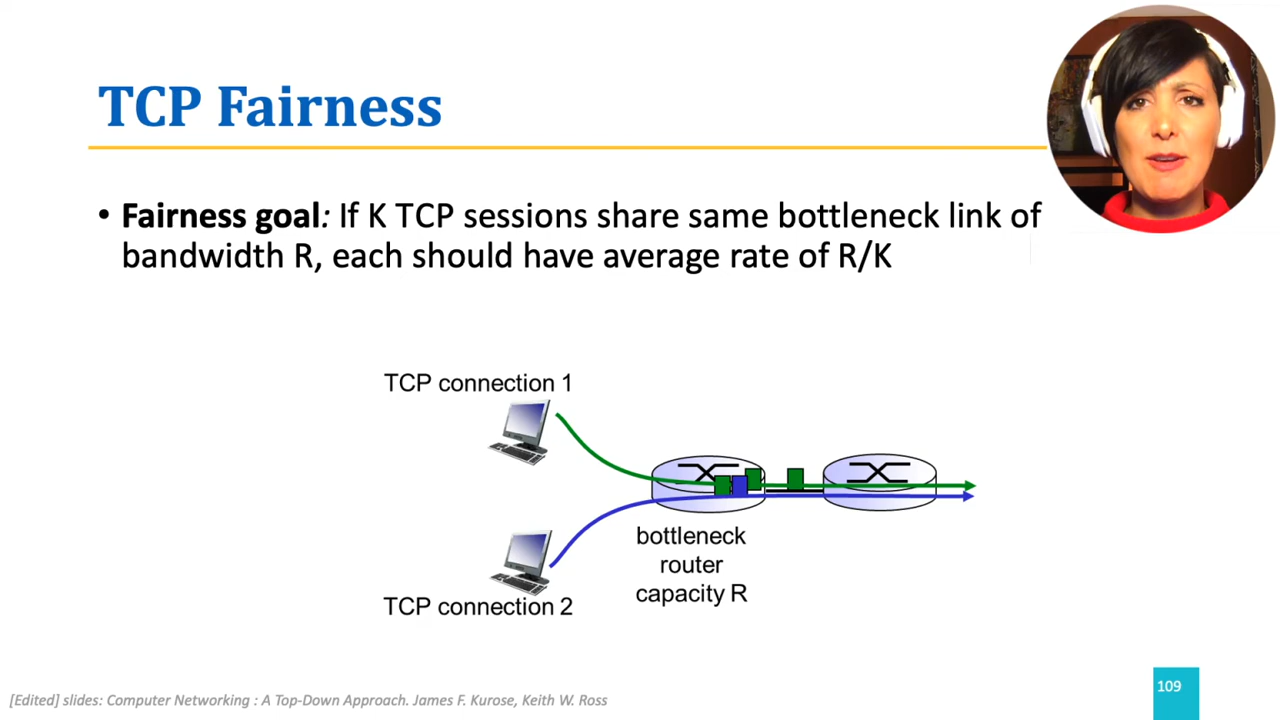 TCP Fairness
• Fairness goal: If K TCP sessions share same bottleneck link of
bandwidth R, each should have average rate of R/K
TCP connection 1
bottleneck
router
capacity R
TCP connection 2
109
[Edited] slides: Computer Networking : A Top-Down Approach. James F. Kurose, Keith W. Ross